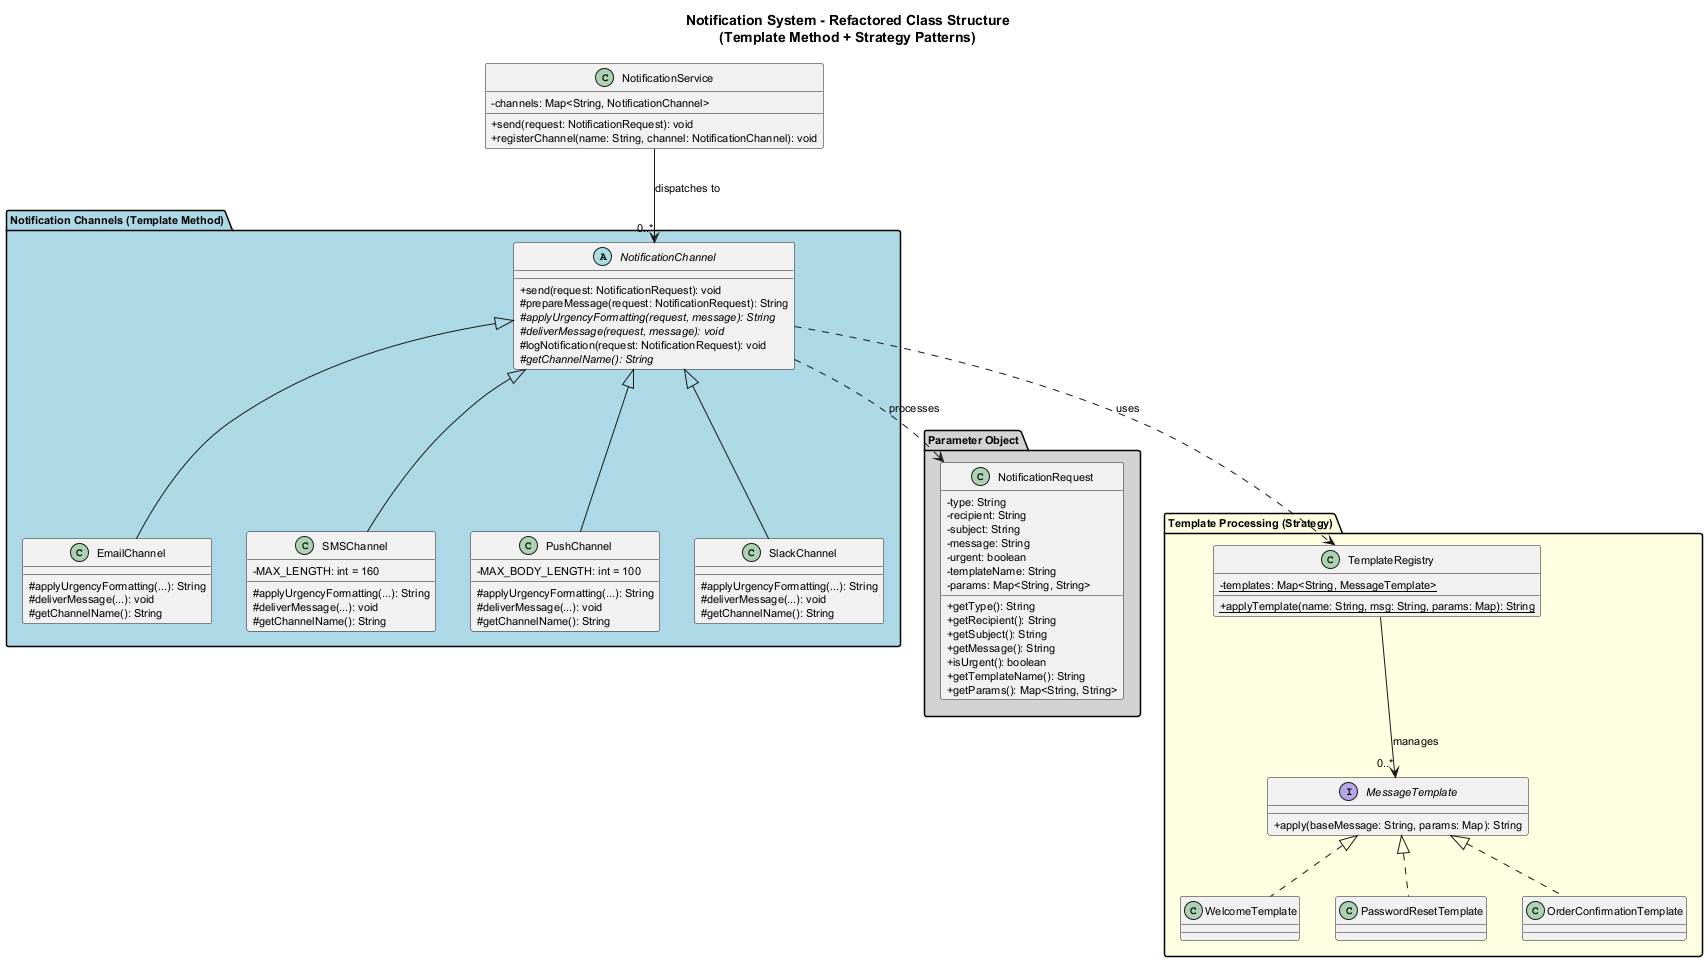 Notification System - Refactored Class Structure
(Template Method + Strategy Patterns)
C NotificationService
-channels: Map<String, NotificationChannel>
+send(request: NotificationRequest): void
+registerChannel(name: String, channel: NotificationChannel): void
dispatches to
0..*
Notification Channels (Template Method)
A NotificationChannel
+send(request: NotificationRequest): void
#prepareMessage(request: NotificationRequest): String
#applyUrgencyFormatting(request, message): String
#deliverMessage(request, message): void
#logNotification(request: NotificationRequest): void
#getChannelName(): String
processes
uses
C EmailChannel
#applyUrgencyFormatting(...): String
#deliverMessage(...): void
#getChannelName(): String
C SMSChannel
-MAX_LENGTH: int = 160
#applyUrgencyFormatting(...): String
#deliverMessage(...): void
#getChannelName(): String
C PushChannel
-MAX_BODY_LENGTH: int = 100
#applyUrgencyFormatting(...): String
#deliverMessage(...): void
#getChannelName(): String
C SlackChannel
#applyUrgencyFormatting(...): String
#deliverMessage(...): void
#getChannelName(): String
Parameter Object
C NotificationRequest
-type: String
-recipient: String
-subject: String
-message: String
-urgent: boolean
-templateName: String
-params: Map<String, String>
+getType(): String
+getRecipient(): String
+getSubject(): String
+getMessage(): String
+isUrgent(): boolean
+getTemplateName(): String
+getParams(): Map<String, String>
Template Processing (Strategy)
C TemplateRegistry
-templates: Map<String, MessageTemplate>
+applyTemplate(name: String, msg: String, params: Map): String
manages
0..*
I MessageTemplate
+apply(baseMessage: String, params: Map): String
C WelcomeTemplate
C PasswordResetTemplate
C OrderConfirmationTemplate